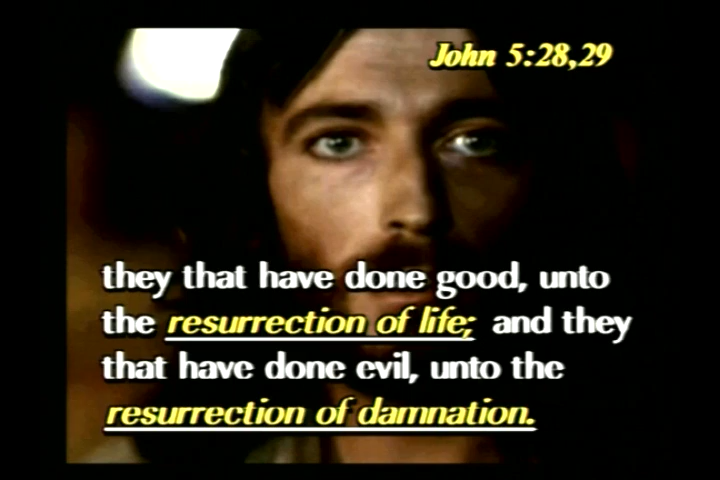 John 5:28,29
they that have done good, unto
the resurrection of life; and they
that have done evil, unto the
resurrection of damnation.